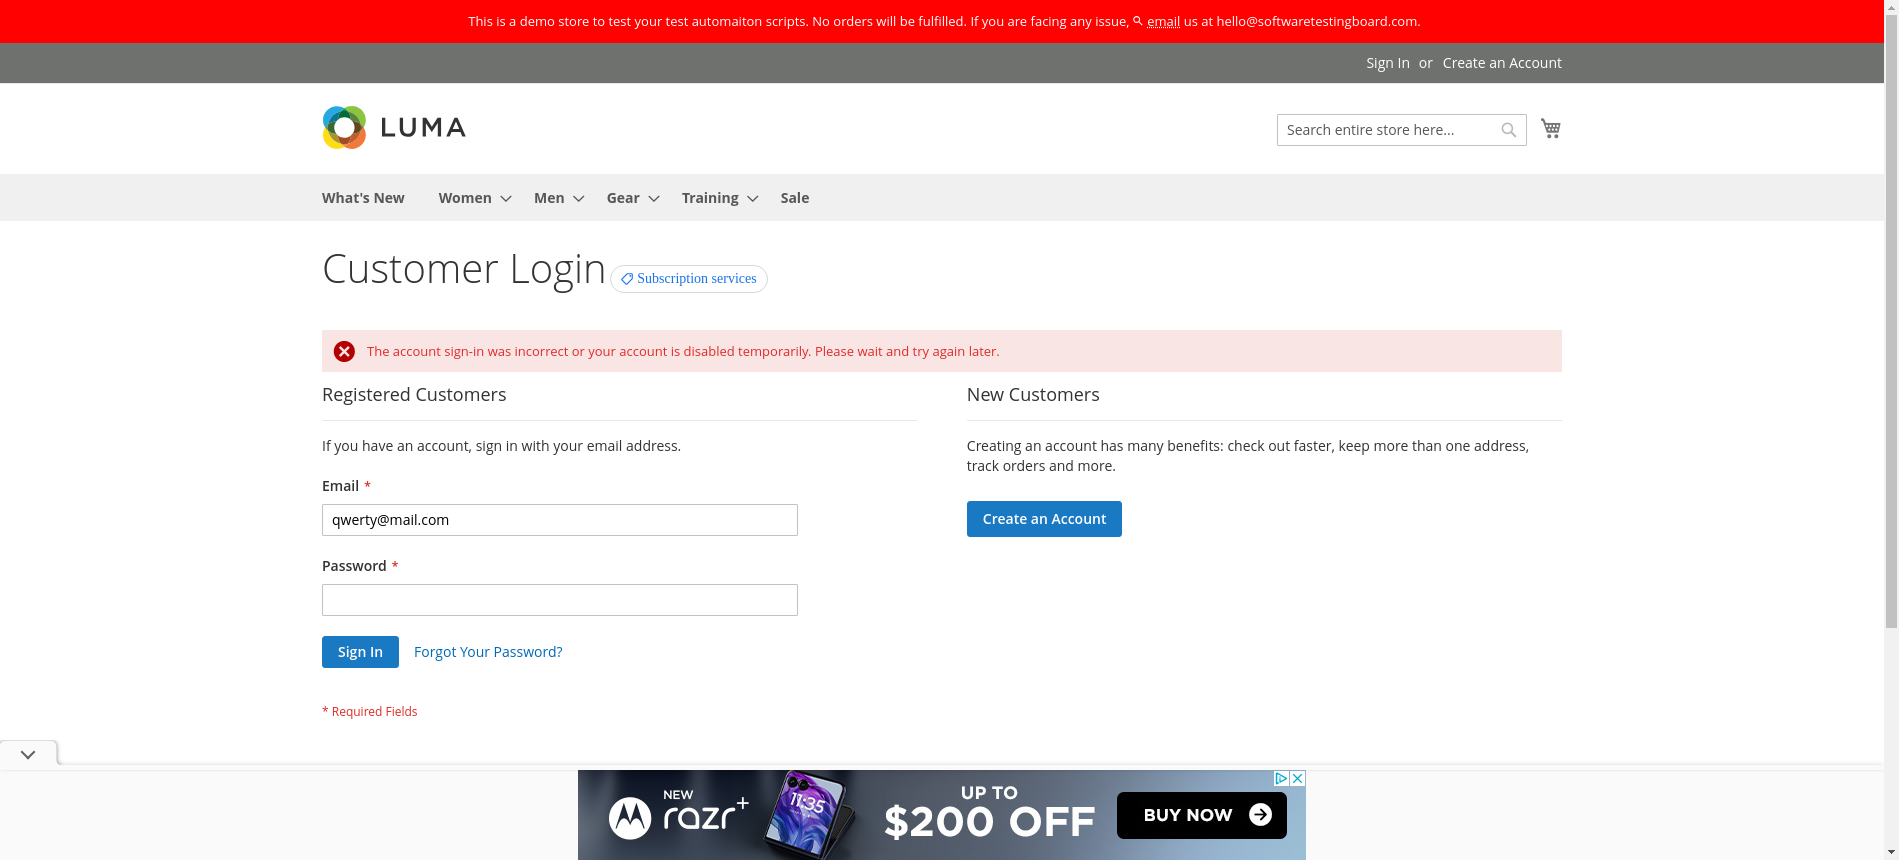 This is a demo store to test your test automaiton scripts. No orders will be fulfilled. If you are facing any issue, email us at hello@softwaretestingboard.com.
Sign In or Create an Account
LUMA
Search entire store here...
What's New Women Men Gear Training Sale
Customer Login Subscription services
The account sign-in was incorrect or your account is disabled temporarily. Please wait and try again later.
Registered Customers
If you have an account, sign in with your email address.
Email *
qwerty@mail.com
Password *
Sign In Forgot Your Password?
* Required Fields
New Customers
Creating an account has many benefits: check out faster, keep more than one address,
track orders and more.
Create an Account
NEW
razr+
11:35
UP TO
$200 OFF
BUY NOW